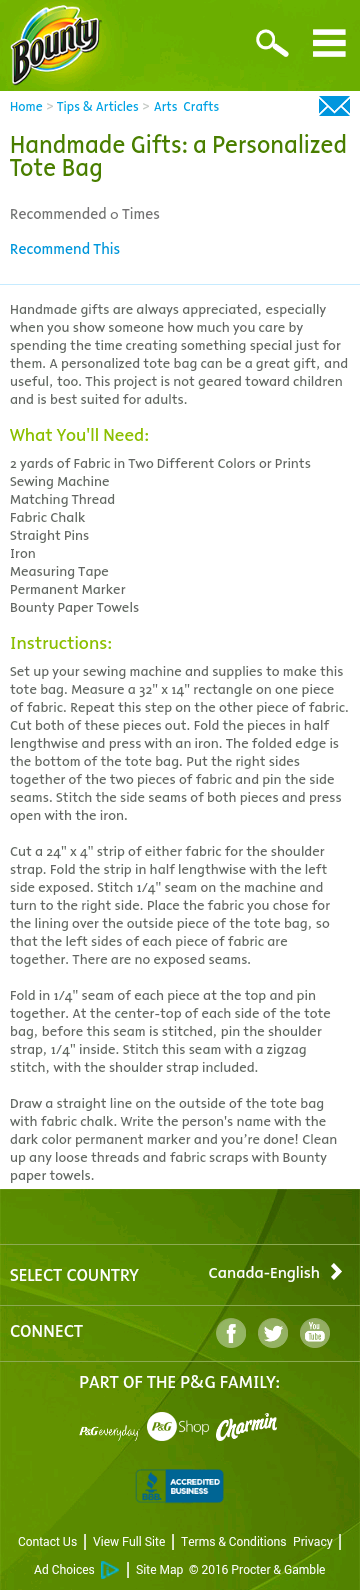 Bounty
Home > Tips & Articles > Arts Crafts
Handmade Gifts: a Personalized
Tote Bag
Recommended 0 Times
Recommend This
Handmade gifts are always appreciated, especially
when you show someone how much you care by
spending the time creating something special just for
them. A personalized tote bag can be a great gift, and
useful, too. This project is not geared toward children
and is best suited for adults.
What You'll Need:
2 yards of Fabric in Two Different Colors or Prints
Sewing Machine
Matching Thread
Fabric Chalk
Straight Pins
Iron
Measuring Tape
Permanent Marker
Bounty Paper Towels
Instructions:
Set up your sewing machine and supplies to make this
tote bag. Measure a 32" x 14" rectangle on one piece
of fabric. Repeat this step on the other piece of fabric.
Cut both of these pieces out. Fold the pieces in half
lengthwise and press with an iron. The folded edge is
the bottom of the tote bag. Put the right sides
together of the two pieces of fabric and pin the side
seams. Stitch the side seams of both pieces and press
open with the iron.
Cut a 24" x 4" strip of either fabric for the shoulder
strap. Fold the strip in half lengthwise with the left
side exposed. Stitch 1/4" seam on the machine and
turn to the right side. Place the fabric you chose for
the lining over the outside piece of the tote bag, so
that the left sides of each piece of fabric are
together. There are no exposed seams.
Fold in 1/4" seam of each piece at the top and pin
together. At the center-top of each side of the tote
bag, before this seam is stitched, pin the shoulder
strap, 1/4" inside. Stitch this seam with a zigzag
stitch, with the shoulder strap included.
Draw a straight line on the outside of the tote bag
with fabric chalk. Write the person's name with the
dark color permanent marker and you’re done! Clean
up any loose threads and fabric scraps with Bounty
paper towels.
SELECT COUNTRY Canada-English
CONNECT You Tube
PART OF THE P&G FAMILY:
P&G everyday P&G Shop Charmin
BBB ACCREDITED BUSINESS
Contact Us | View Full Site | Terms & Conditions Privacy |
Ad Choices | Site Map © 2016 Procter & Gamble